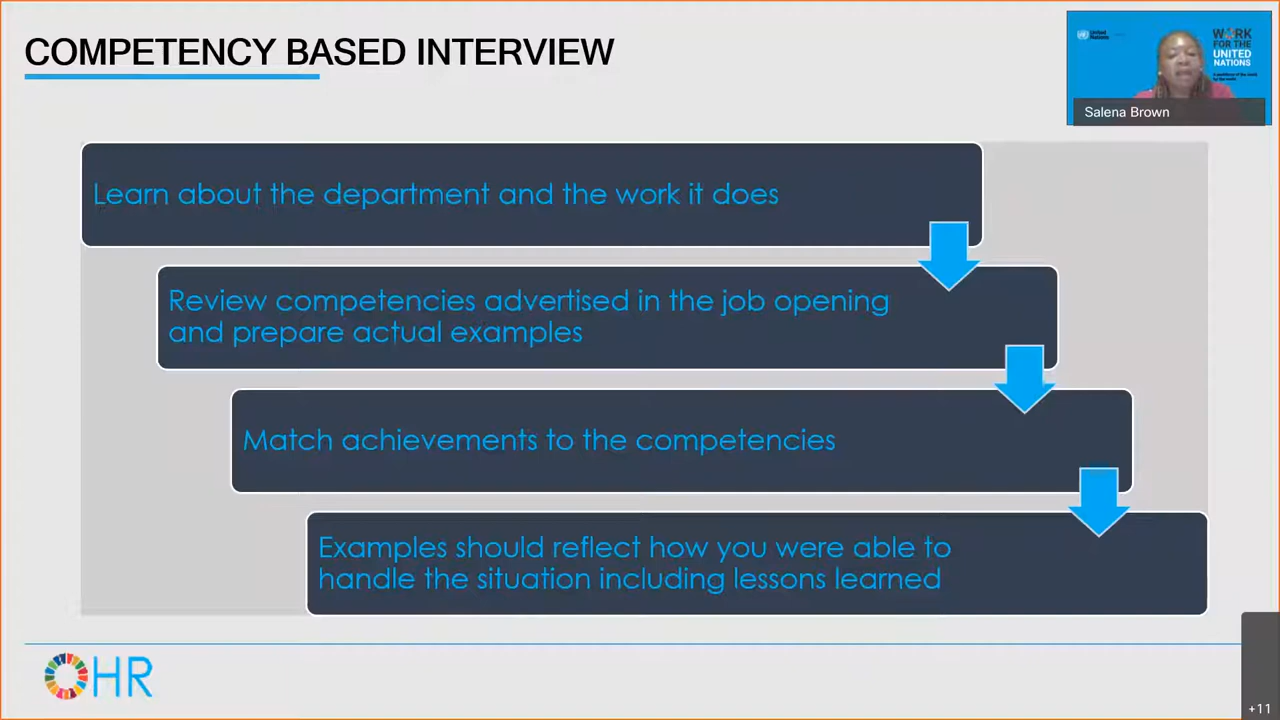 COMPETENCY BASED INTERVIEW
United
Nations
WORK
FOR THE
UNITED
NATIONS
Salena Brown
Learn about the department and the work it does
Review competencies advertised in the job opening
and prepare actual examples
Match achievements to the competencies
Examples should reflect how you were able to
handle the situation including lessons learned
OHR
+11